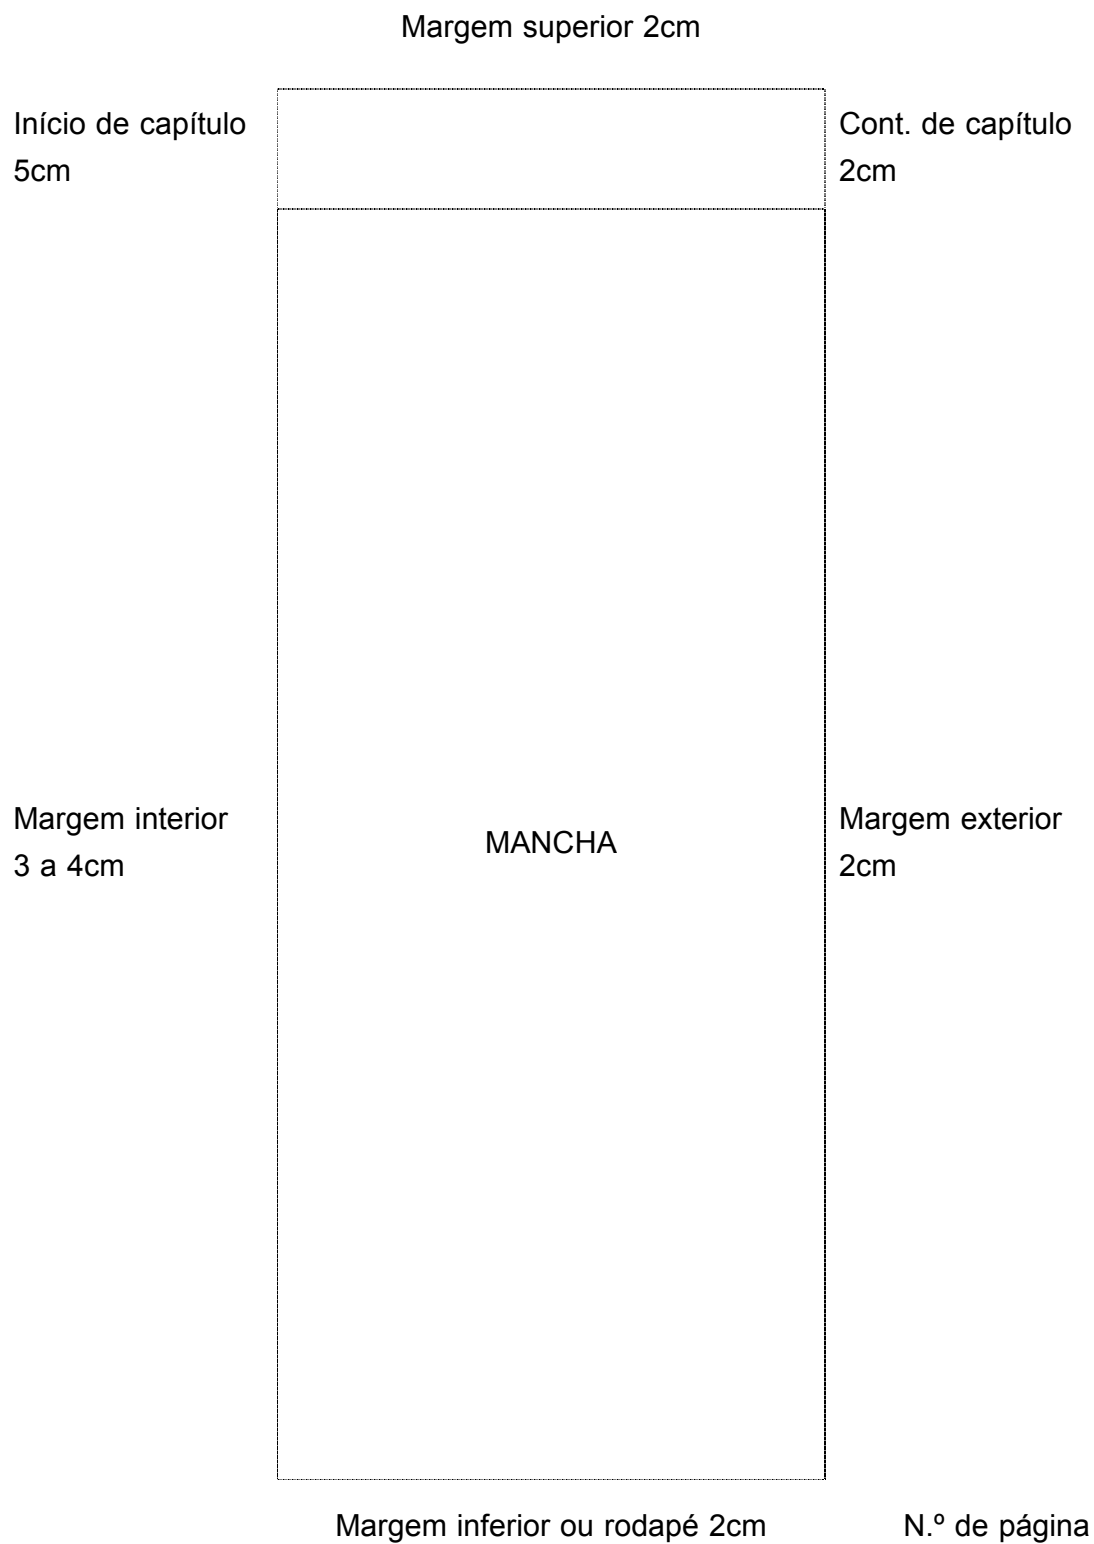 Margem superior 2cm
Início de capítulo
5cm
Cont. de capítulo
2cm
Margem interior
3 a 4cm
MANCHA
Margem exterior
2cm
Margem inferior ou rodapé 2cm
N.º de página